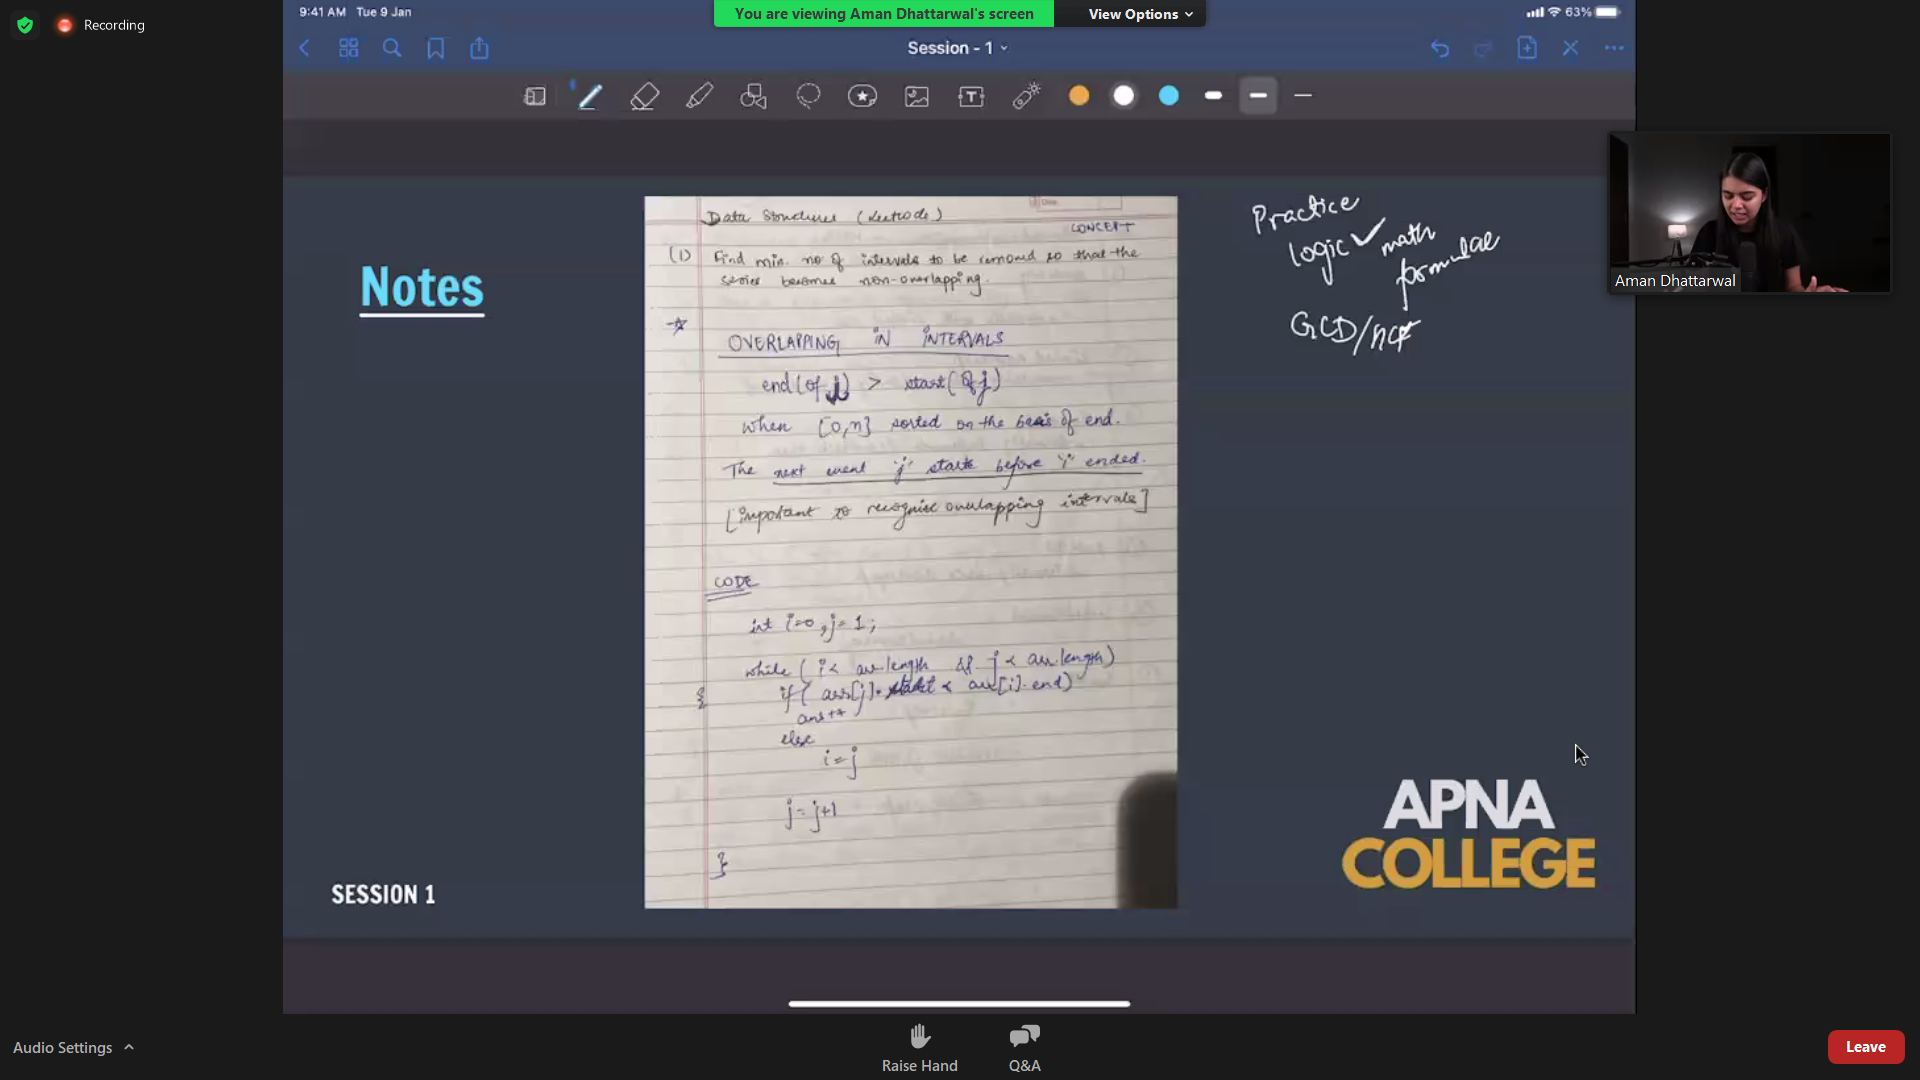 Recording
9:41 AM Tue 9 Jan
You are viewing Aman Dhattarwal's screen
View Options
63%
Session - 1
T
Notes
Data Structures (Leetcode)
CONCEPT
(1) Find min. no of intervals to be removed so that the
series becomes non-overlapping.
OVERLAPPING IN INTERVALS
end (of i) > start (of j)
when [0,n] sorted on the basis of end.
The next event 'j' starts before 'i' ended.
[important to recognise overlapping intervals]
CODE
int i=0, j=1;
while ( i < arr.length && j < arr.length)
{ if ( arr[j].start < arr[i].end)
ans++
else
i=j
j=j+1
}
Practice
logic ✓ math
formulae
GCD/HCF
Aman Dhattarwal
APNA
COLLEGE
SESSION 1
Audio Settings
Raise Hand
Q&A
Leave